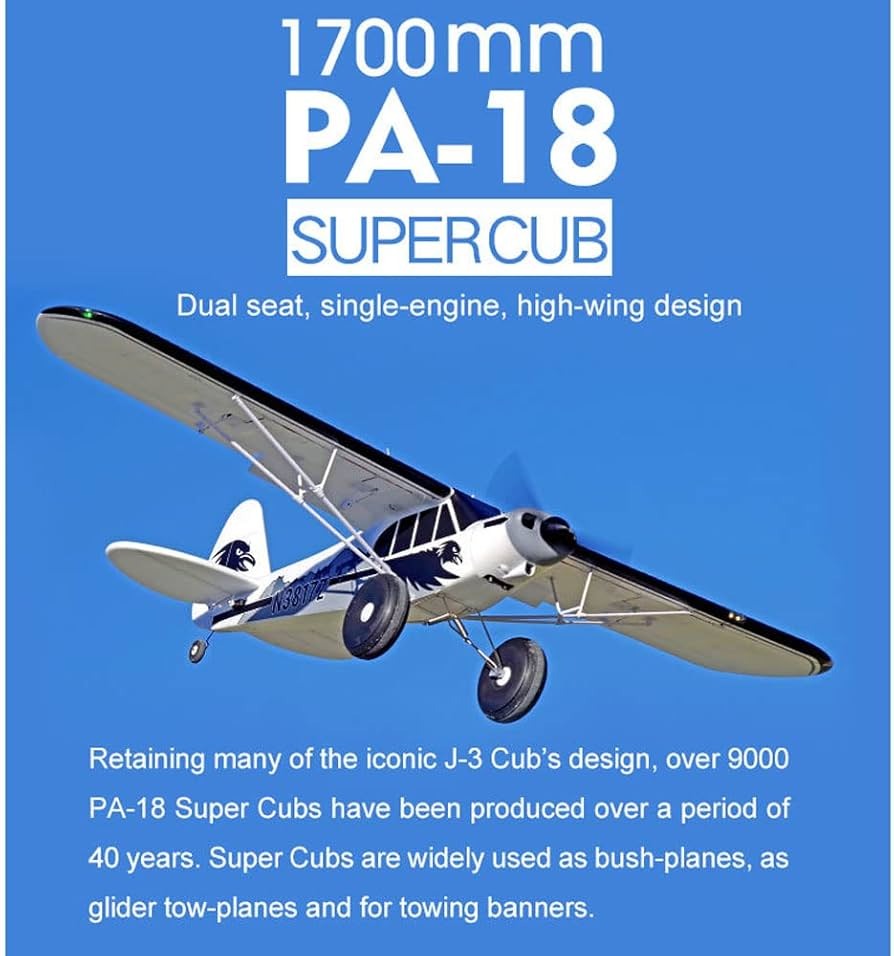 1700mm
PA-18
SUPER CUB
Dual seat, single-engine, high-wing design
N3817Z
Retaining many of the iconic J-3 Cub's design, over 9000
PA-18 Super Cubs have been produced over a period of
40 years. Super Cubs are widely used as bush-planes, as
glider tow-planes and for towing banners.